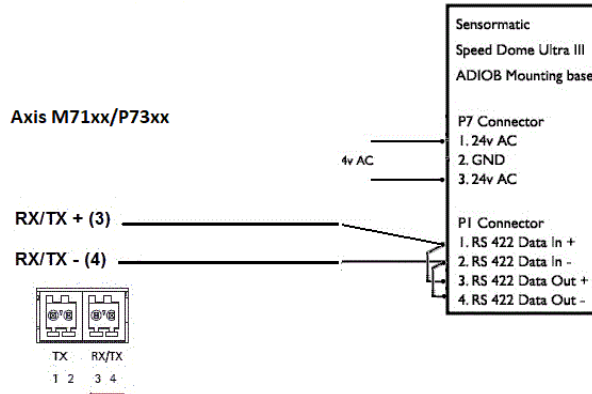 Sensormatic
Speed Dome Ultra III
ADIOB Mounting base
Axis M71xx/P73xx
P7 Connector
1. 24v AC
2. GND
3. 24v AC
4v AC
RX/TX + (3)
RX/TX - (4)
P1 Connector
1. RS 422 Data In +
2. RS 422 Data In -
3. RS 422 Data Out +
4. RS 422 Data Out -
TX RX/TX
1 2 3 4